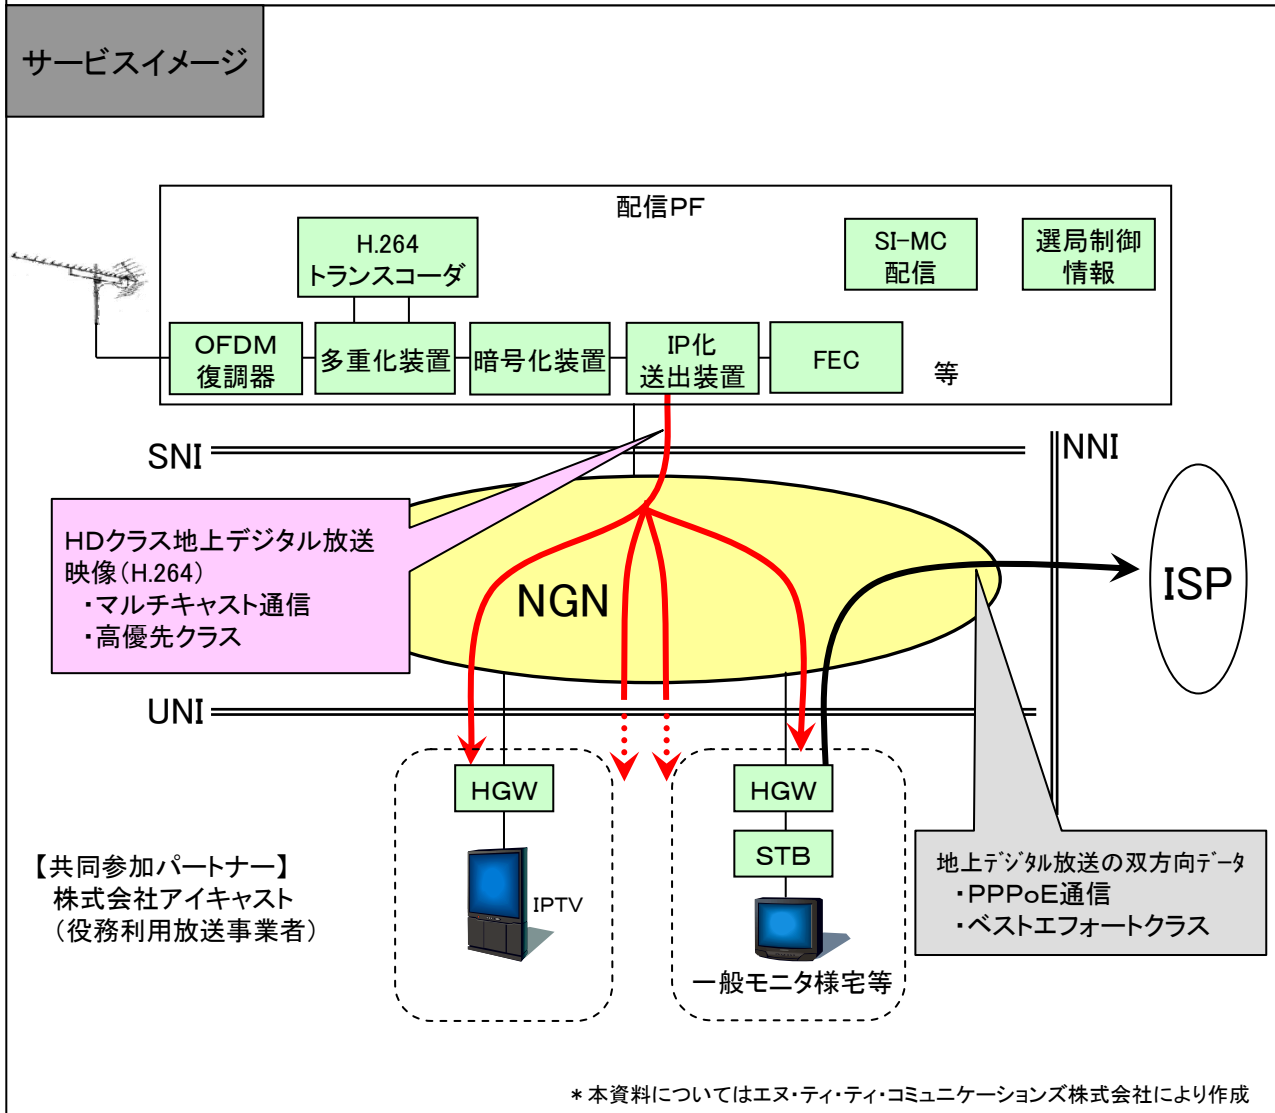 サービスイメージ
配信PF
H.264
トランスコーダ
SI-MC
配信
選局制御
情報
OFDM
復調器
多重化装置
暗号化装置
IP化
送出装置
FEC
等
SNI
NNI
HDクラス地上デジタル放送
映像(H.264)
・マルチキャスト通信
・高優先クラス
NGN
ISP
UNI
HGW
HGW
STB
IPTV
一般モニタ様宅等
【共同参加パートナー】
株式会社アイキャスト
(役務利用放送事業者)
地上ﾃﾞｼﾞﾀﾙ放送の双方向ﾃﾞｰﾀ
・PPPoE通信
・ベストエフォートクラス
*本資料についてはエヌ・ティ・ティ・コミュニケーションズ株式会社により作成